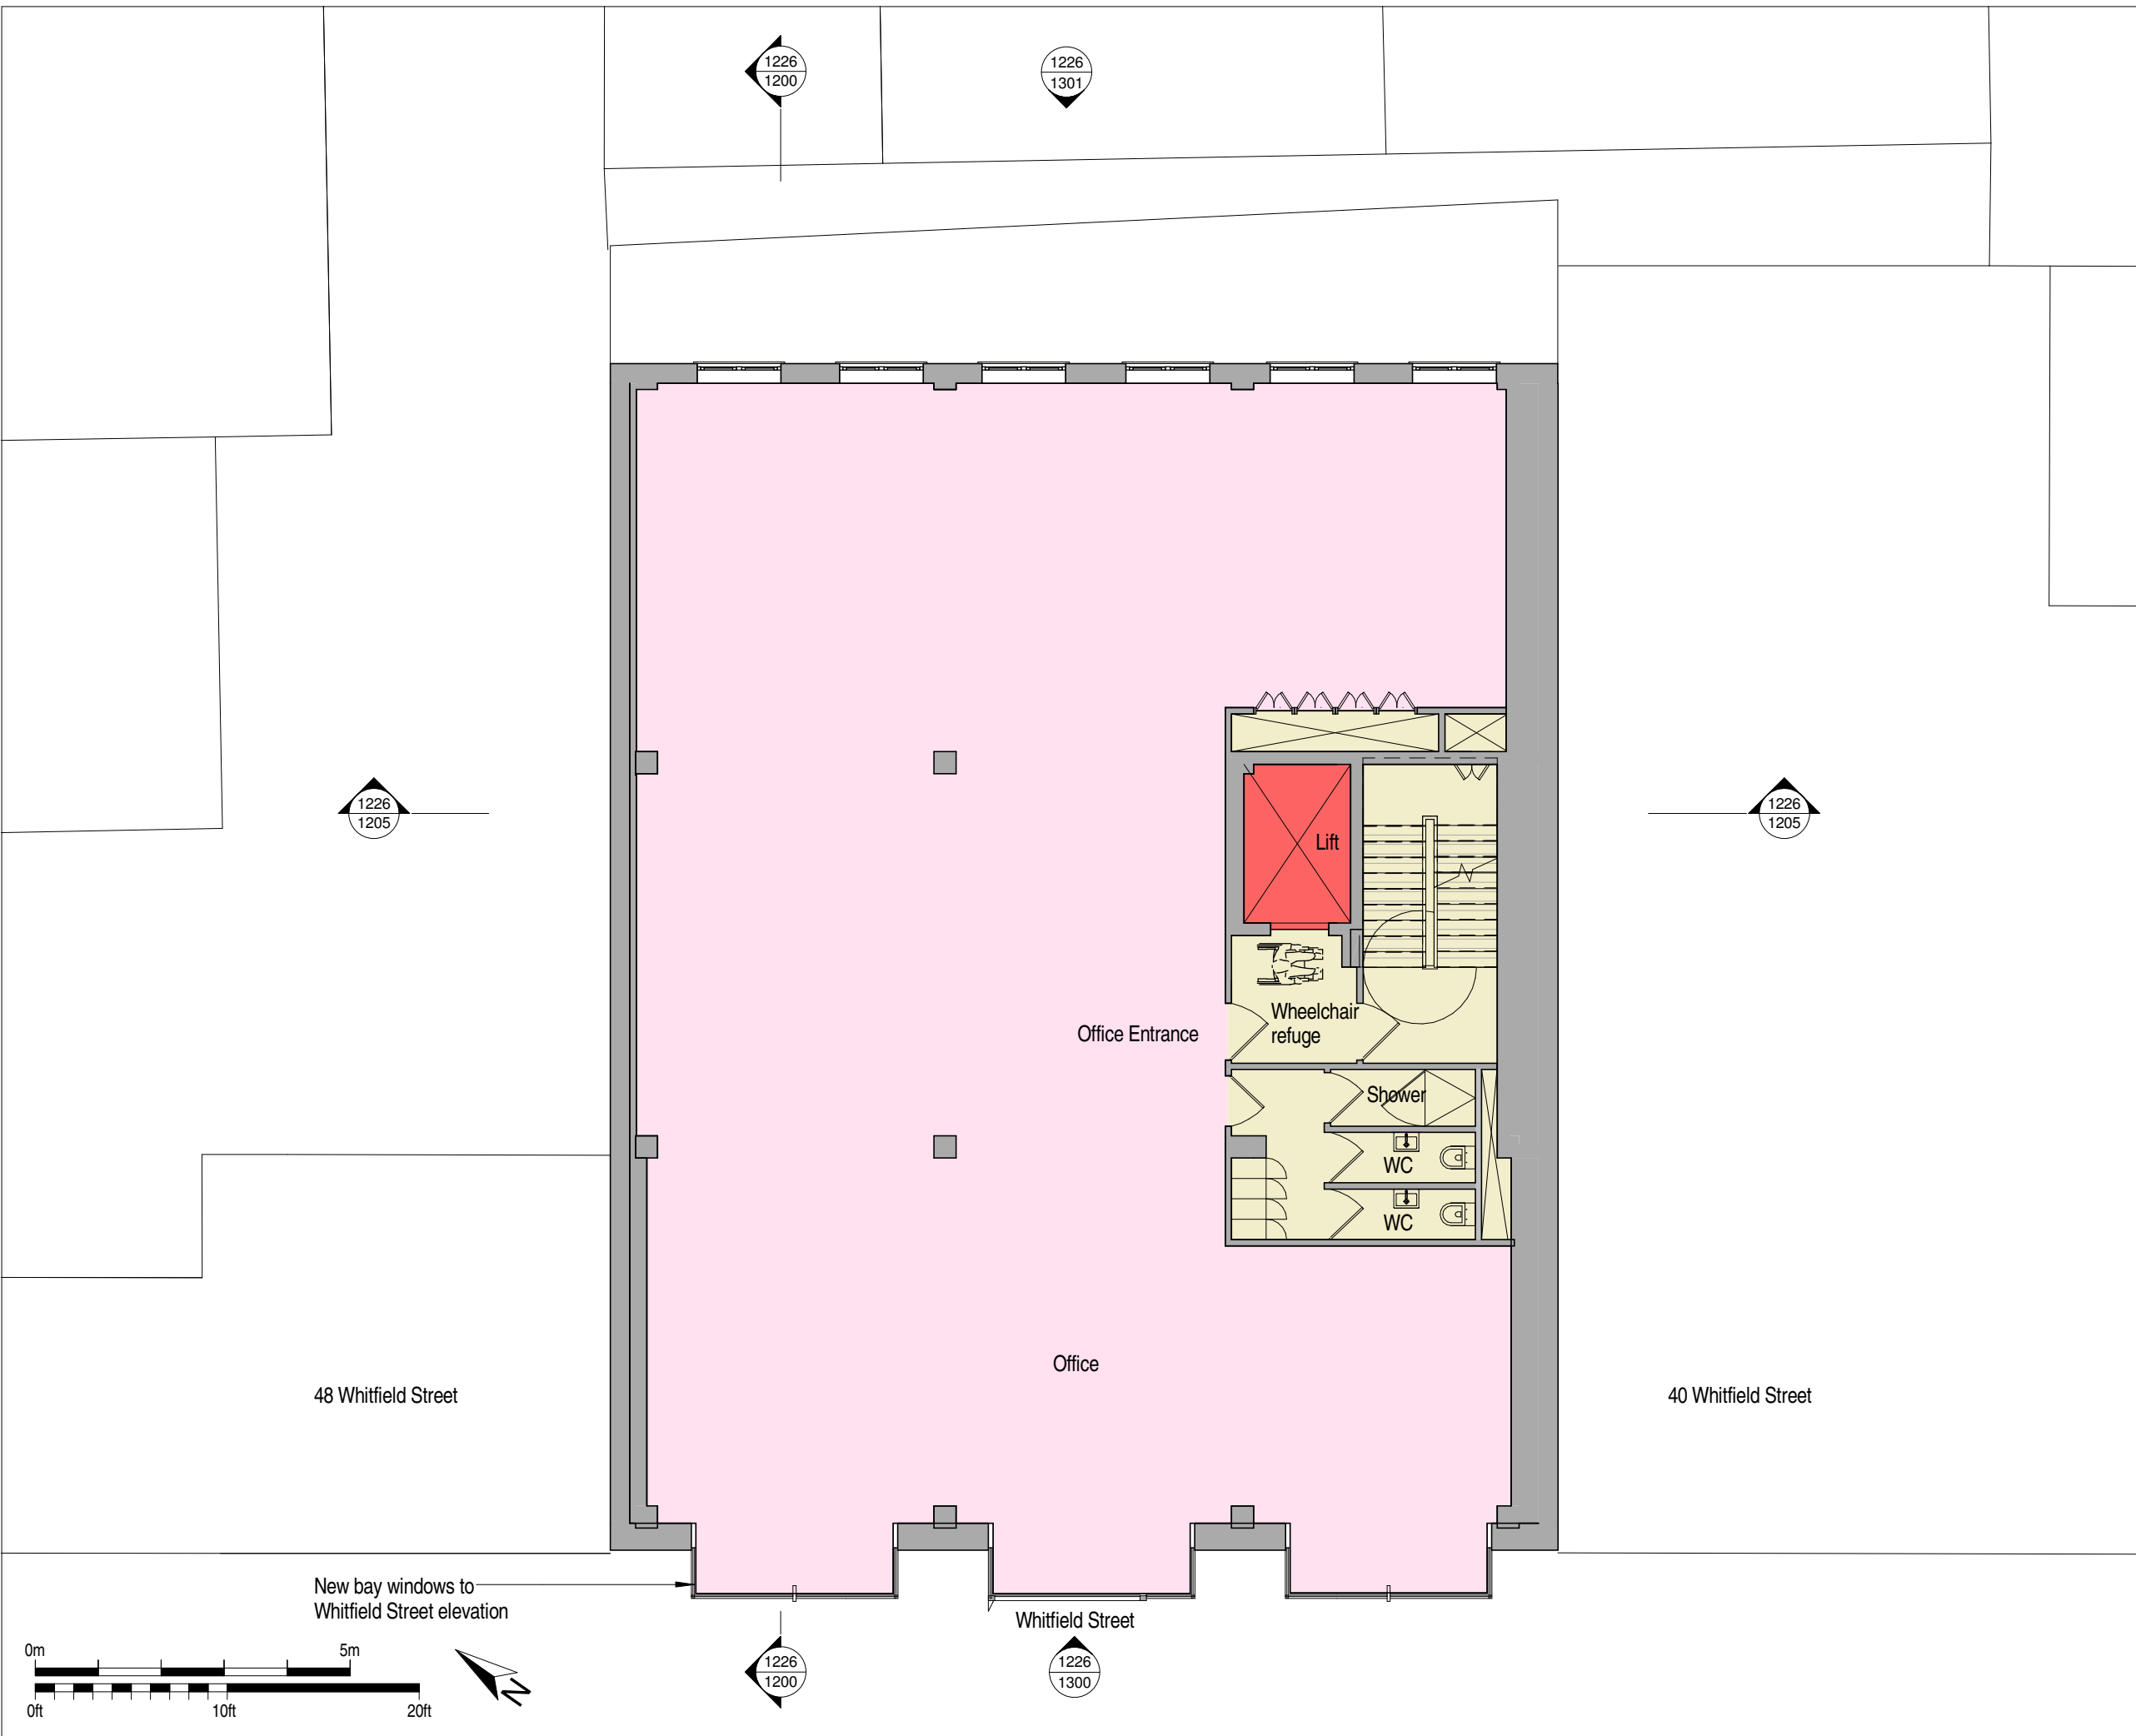 1226
1200
1226
1301
1226
1205
1226
1205
Lift
Wheelchair
refuge
Office Entrance
Shower
WC
WC
Office
48 Whitfield Street
40 Whitfield Street
New bay windows to
Whitfield Street elevation
Whitfield Street
0m 5m
0ft 10ft 20ft
N
1226
1200
1226
1300